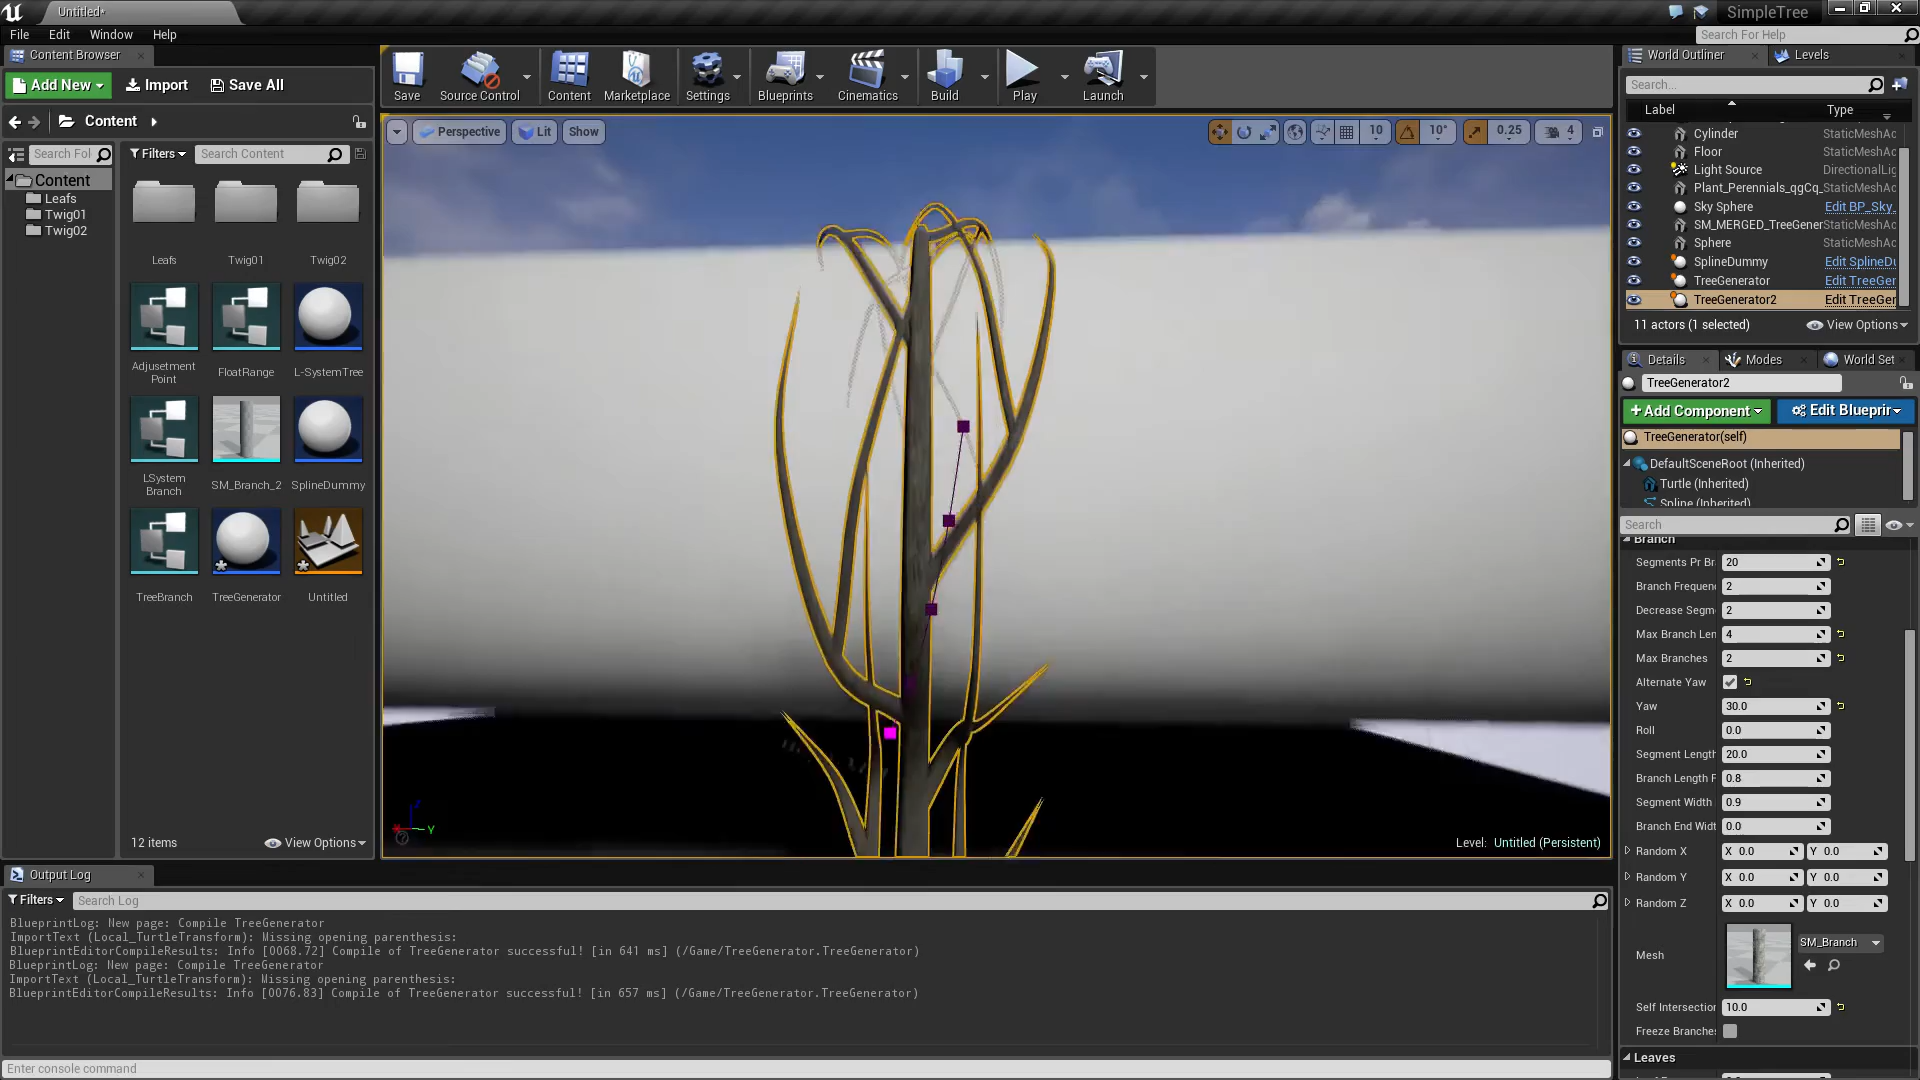 Untitled*
SimpleTree
File Edit Window Help
Search For Help
Content Browser
Add New Import Save All
Content
Search Fol
Filters Search Content
Content
Leafs
Twig01
Twig02
Leafs Twig01 Twig02
Adjusetment Point FloatRange L-SystemTree
LSystem Branch SM_Branch_2 SplineDummy
TreeBranch TreeGenerator Untitled
12 items View Options
Save Source Control Content Marketplace Settings Blueprints Cinematics Build Play Launch
Perspective Lit Show
10 10° 0.25 4
Y
Level: Untitled (Persistent)
World Outliner Levels
Search...
Label Type
Cylinder StaticMeshAc
Floor StaticMeshAc
Light Source DirectionalLig
Plant_Perennials_qgCq_ StaticMeshAc
Sky Sphere Edit BP_Sky_
SM_MERGED_TreeGener StaticMeshAc
Sphere StaticMeshAc
SplineDummy Edit SplineDu
TreeGenerator Edit TreeGer
TreeGenerator2 Edit TreeGer
11 actors (1 selected) View Options
Details Modes World Set
TreeGenerator2
+Add Component Edit Blueprir
TreeGenerator(self)
DefaultSceneRoot (Inherited)
Turtle (Inherited)
Spline (Inherited)
Search
Branch
Segments Pr Br 20
Branch Frequen 2
Decrease Segm 2
Max Branch Len 4
Max Branches 2
Alternate Yaw
Yaw 30.0
Roll 0.0
Segment Length 20.0
Branch Length F 0.8
Segment Width 0.9
Branch End Widt 0.0
Random X X 0.0 Y 0.0
Random Y X 0.0 Y 0.0
Random Z X 0.0 Y 0.0
Mesh SM_Branch
Self Intersection 10.0
Freeze Branches
Leaves
Output Log
Filters Search Log
BlueprintLog: New page: Compile TreeGenerator
ImportText (Local_TurtleTransform): Missing opening parenthesis:
BlueprintEditorCompileResults: Info [0068.72] Compile of TreeGenerator successful! [in 641 ms] (/Game/TreeGenerator.TreeGenerator)
BlueprintLog: New page: Compile TreeGenerator
ImportText (Local_TurtleTransform): Missing opening parenthesis:
BlueprintEditorCompileResults: Info [0076.83] Compile of TreeGenerator successful! [in 657 ms] (/Game/TreeGenerator.TreeGenerator)
Enter console command